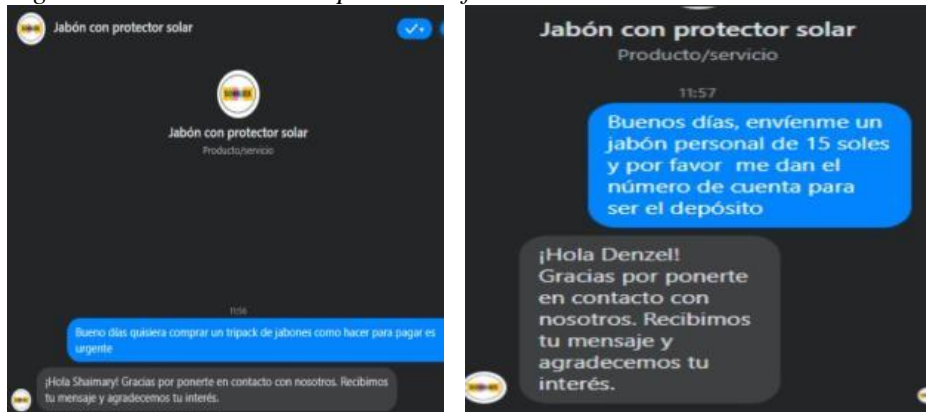 Jabón con protector solar
Jabón con protector solar
Producto/servicio
11:56
Bueno días quisiera comprar un tripack de jabones como hacer para pagar es
urgente
¡Hola Shaimary! Gracias por ponerte en contacto con nosotros. Recibimos
tu mensaje y agradecemos tu interés.
Jabón con protector solar
Producto/servicio
11:57
Buenos días, envíenme un
jabón personal de 15 soles
y por favor me dan el
número de cuenta para
ser el depósito
¡Hola Denzel!
Gracias por ponerte
en contacto con
nosotros. Recibimos
tu mensaje y
agradecemos tu
interés.